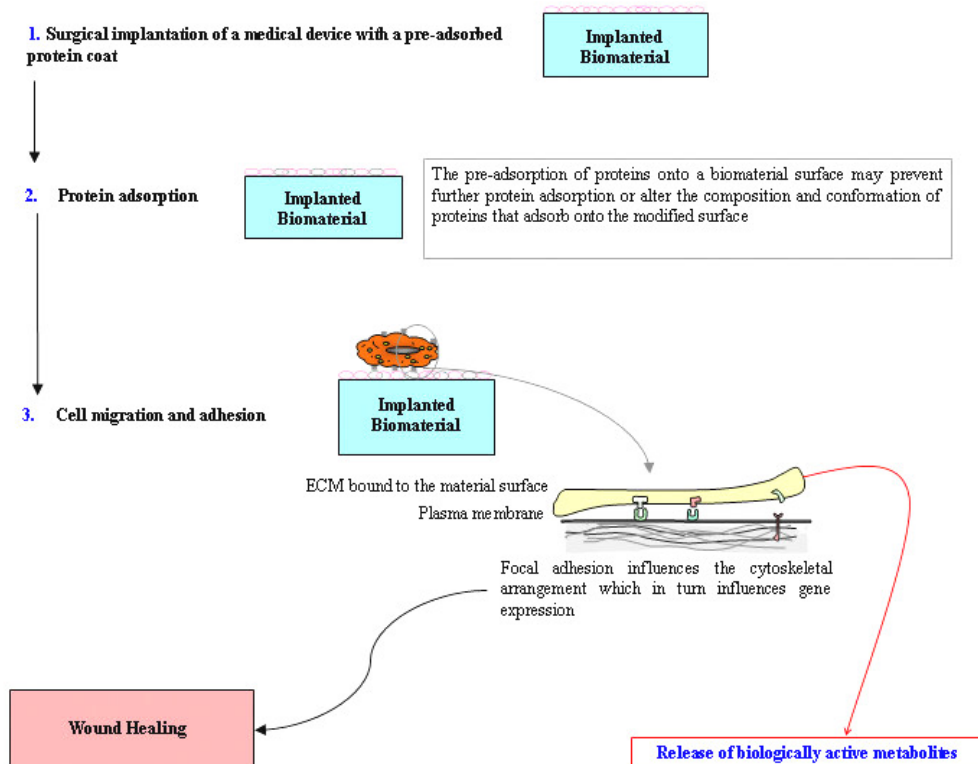 1. Surgical implantation of a medical device with a pre-adsorbed
protein coat
Implanted
Biomaterial
2. Protein adsorption
Implanted
Biomaterial
The pre-adsorption of proteins onto a biomaterial surface may prevent
further protein adsorption or alter the composition and conformation of
proteins that adsorb onto the modified surface
3. Cell migration and adhesion
Implanted
Biomaterial
ECM bound to the material surface
Plasma membrane
Focal adhesion influences the cytoskeletal
arrangement which in turn influences gene
expression
Wound Healing
Release of biologically active metabolites